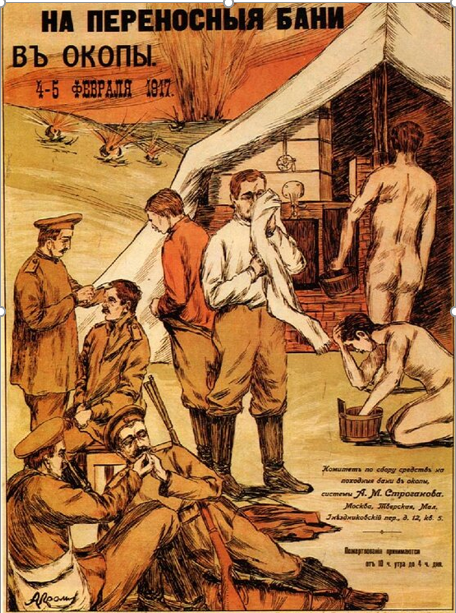 НА ПЕРЕНОСНЫЯ БАНИ
ВЪ ОКОПЫ.
4-5 ФЕВРАЛЯ 1917.
Комитетъ по сбору средствъ на
походныя бани въ окопы,
системы А. М. Строганова.
Москва, Тверская, Мал.
Гнѣздниковскій пер., д. 12, кв. 5.
Пожертвованія принимаются
отъ 10 ч. утра до 4 ч. дня.